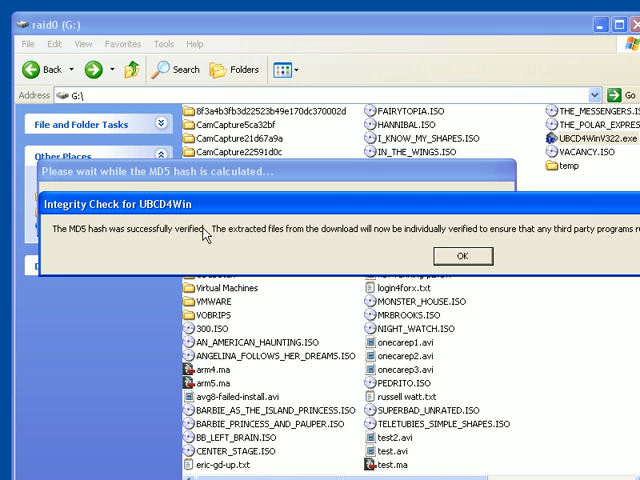 raid0 (G:)
File Edit View Favorites Tools Help
Back Search Folders
Address G:\ Go
File and Folder Tasks
Other Places
8f3a4b3fb3d22523b49e170dc370002d
CamCapture5ca32bf
CamCapture21d67a9a
CamCapture22591d0c
FAIRYTOPIA.ISO
HANNIBAL.ISO
I_KNOW_MY_SHAPES.ISO
IN_THE_WINGS.ISO
THE_MESSENGERS.IS
THE_POLAR_EXPRES
UBCD4WinV322.exe
VACANCY.ISO
temp
Please wait while the MD5 hash is calculated...
Integrity Check for UBCD4Win
The MD5 hash was successfully verified. The extracted files from the download will now be individually verified to ensure that any third party programs ru
OK
Virtual Machines
VMWARE
VOBRIPS
300.ISO
AN_AMERICAN_HAUNTING.ISO
ANGELINA_FOLLOWS_HER_DREAMS.ISO
arm4.ma
arm5.ma
avg8-failed-install.avi
BARBIE_AS_THE_ISLAND_PRINCESS.ISO
BARBIE_PRINCESS_AND_PAUPER.ISO
BB_LEFT_BRAIN.ISO
CENTER_STAGE.ISO
eric-gd-up.txt
login4forx.txt
MONSTER_HOUSE.ISO
MRBROOKS.ISO
NIGHT_WATCH.ISO
onecarep1.avi
onecarep2.avi
onecarep3.avi
PEDRITO.ISO
russell watt.txt
SUPERBAD_UNRATED.ISO
TELETUBIES_SIMPLE_SHAPES.ISO
test2.avi
test.avi
test.ma